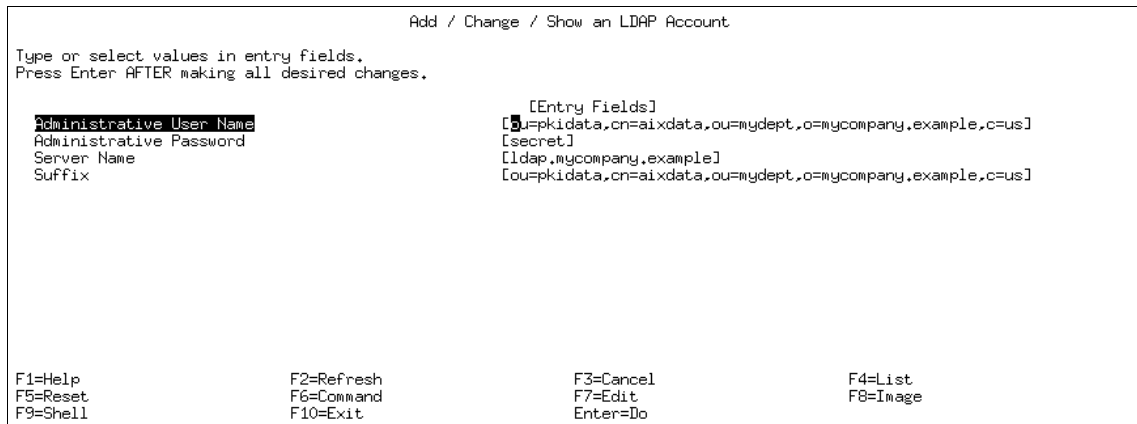 Add / Change / Show an LDAP Account
Type or select values in entry fields.
Press Enter AFTER making all desired changes.
[Entry Fields]
Administrative User Name [ou=pkidata,cn=aixdata,ou=mydept,o=mycompany.example,c=us]
Administrative Password [secret]
Server Name [ldap.mycompany.example]
Suffix [ou=pkidata,cn=aixdata,ou=mydept,o=mycompany.example,c=us]
F1=Help F2=Refresh F3=Cancel F4=List
F5=Reset F6=Command F7=Edit F8=Image
F9=Shell F10=Exit Enter=Do